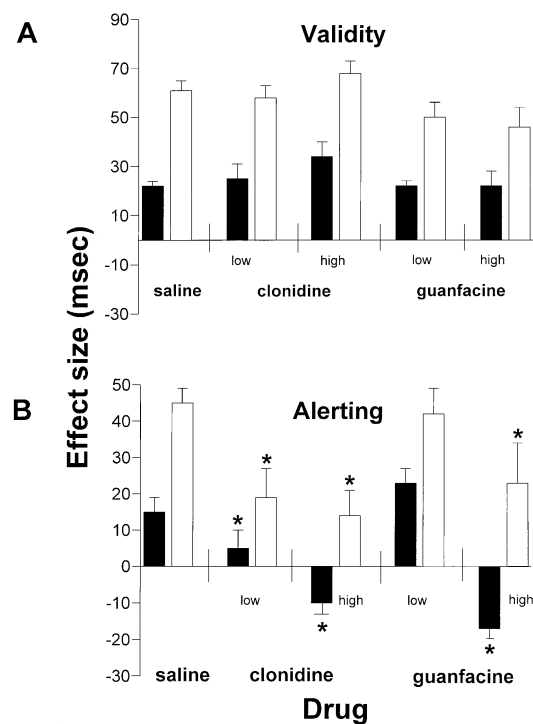 A
Validity
90
70
50
30
10
-10
-30
low high low high
saline clonidine guanfacine
Effect size (msec)
B
Alerting
50
40
30
20
10
0
-10
-20
-30
* * * * * *
low high low high
saline clonidine guanfacine
Drug